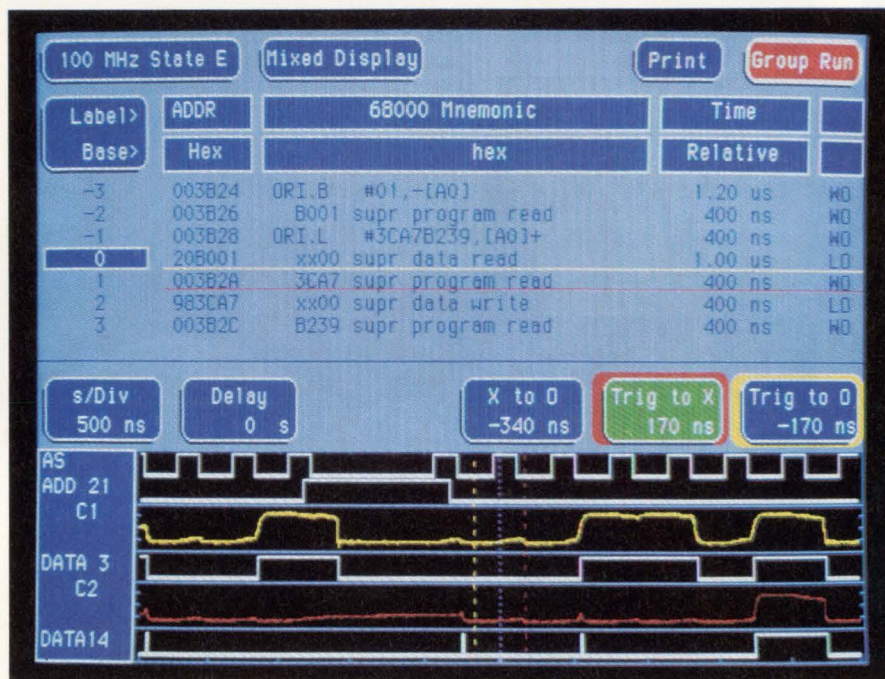 100 MHz State E Mixed Display Print Group Run
Label> ADDR 68000 Mnemonic Time
Base> Hex hex Relative
-3 003B24 ORI.B #01,-[A0] 1.20 us WO
-2 003B26 B001 supr program read 400 ns WO
-1 003B28 ORI.L #3CA7B239,[A0]+ 400 ns WO
0 20B001 xx00 supr data read 1.00 us LO
1 003B2A 3CA7 supr program read 400 ns WO
2 983CA7 xx00 supr data write 400 ns LO
3 003B2C B239 supr program read 400 ns WO
s/Div Delay X to O Trig to X Trig to O
500 ns 0 s -340 ns 170 ns -170 ns
AS
ADD 21
C1
DATA 3
C2
DATA14